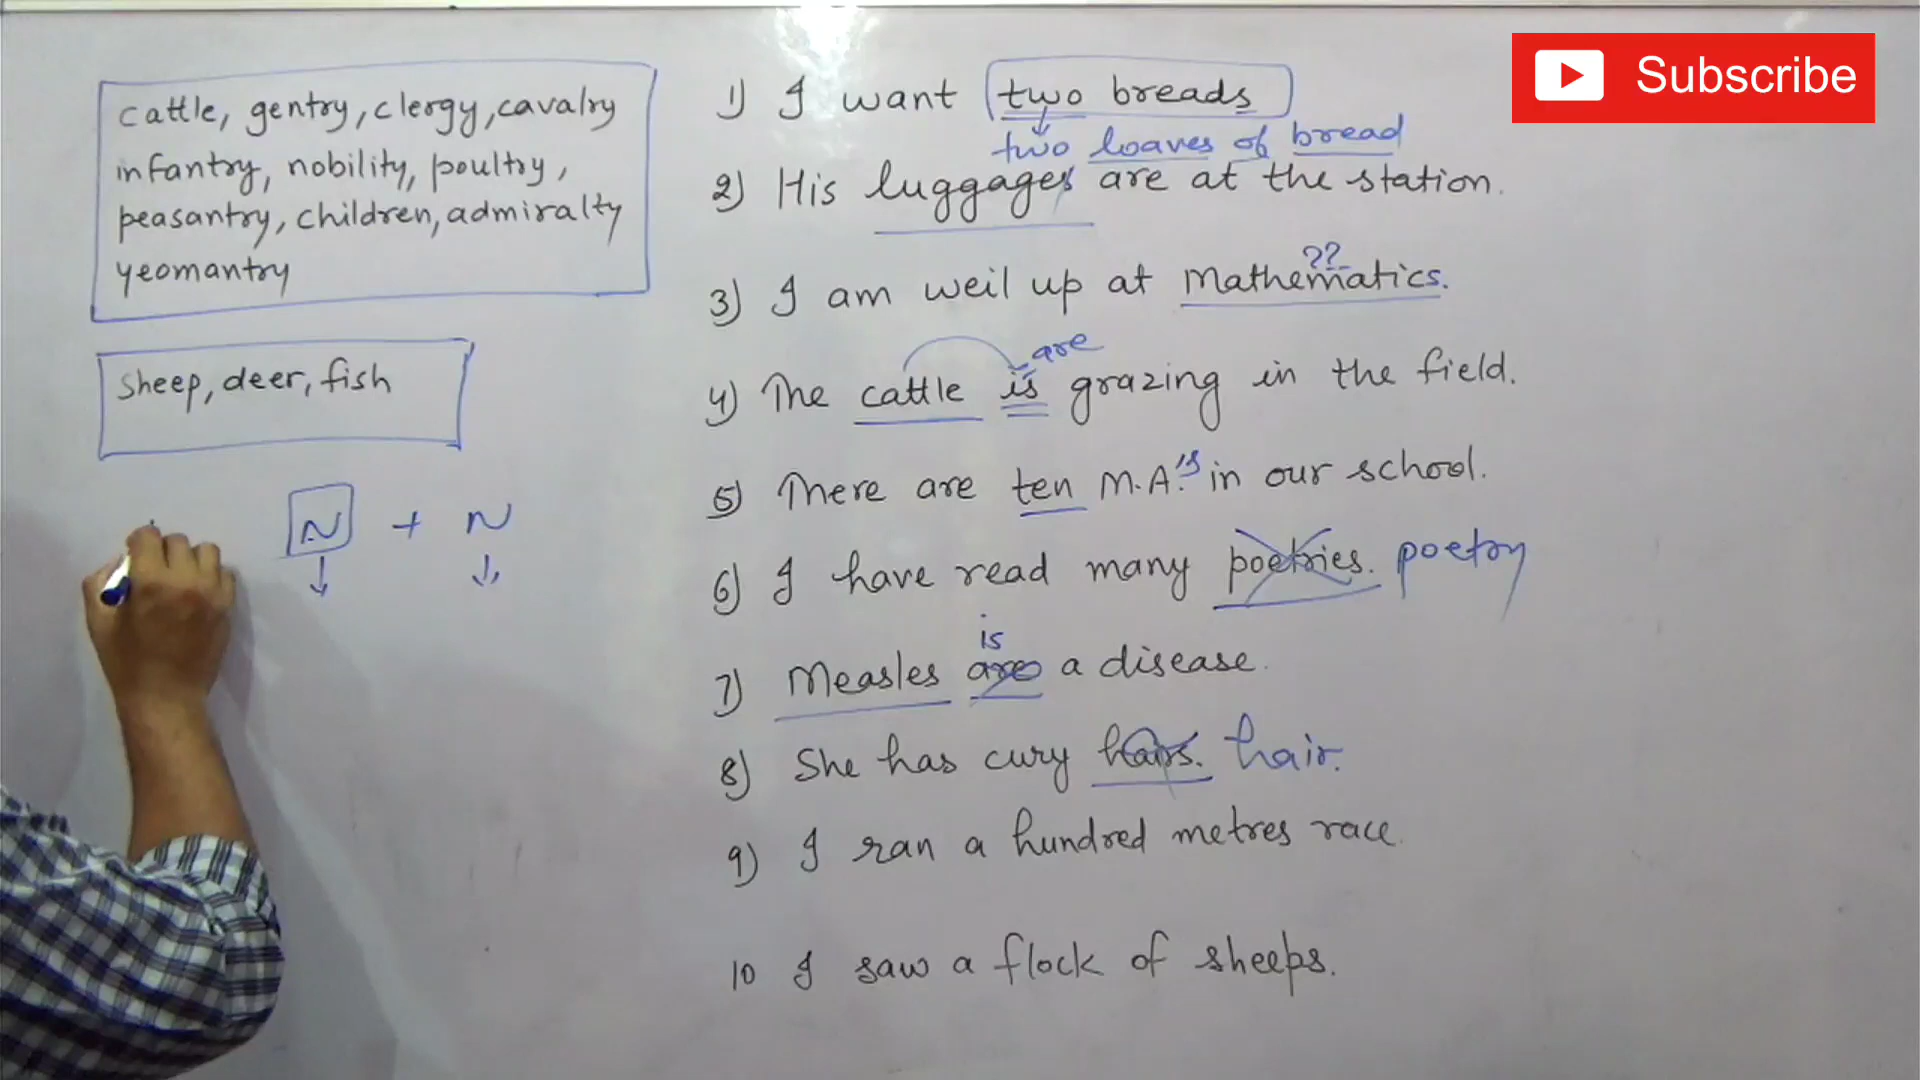 cattle, gentry, clergy, cavalry
infantry, nobility, poultry,
peasantry, children, admiralty
yeomantry
sheep, deer, fish
N + N
1) I want two breads
two loaves of bread
2) His luggages are at the station.
??
3) I am weil up at Mathematics.
are
4) The cattle is grazing in the field.
5) There are ten M.A.'s in our school.
6) I have read many poetries. poetry
is
7) Measles are a disease.
8) She has cury hairs. hair.
9) I ran a hundred metres race.
10 I saw a flock of sheeps.
Subscribe